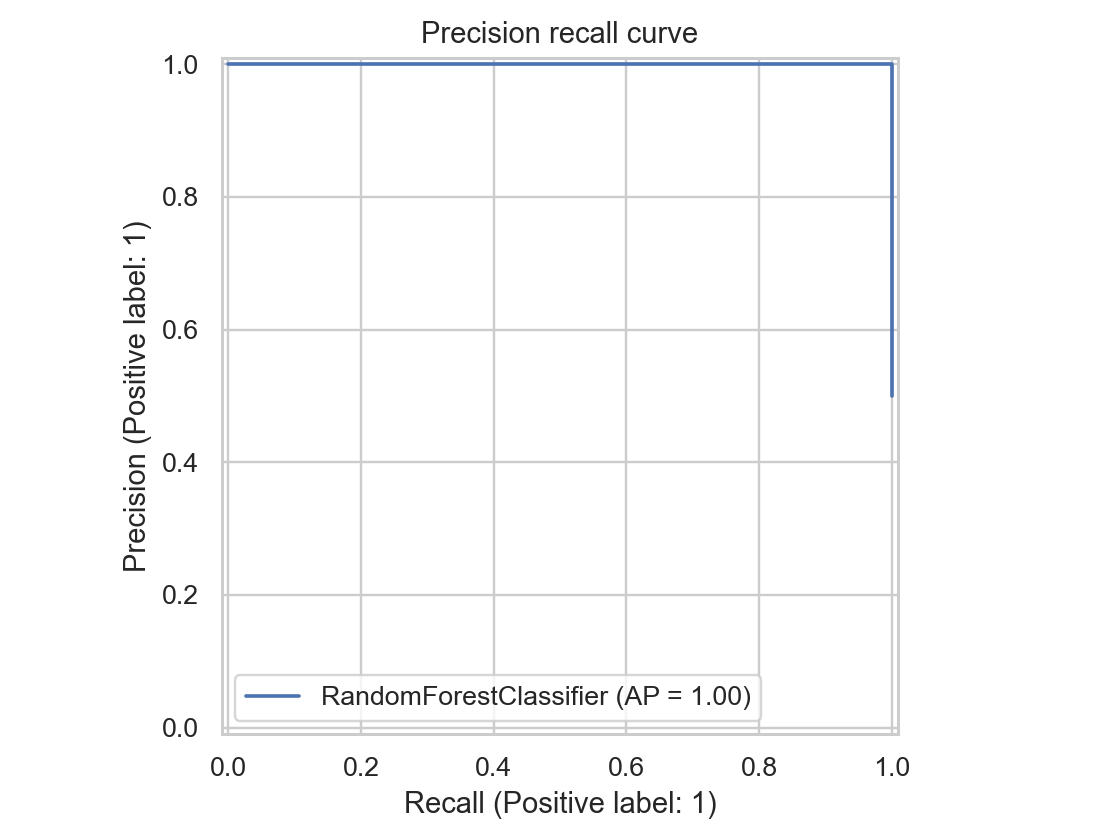 Precision recall curve
1.0
0.8
0.6
0.4
0.2
0.0
Precision (Positive label: 1)
RandomForestClassifier (AP = 1.00)
0.0 0.2 0.4 0.6 0.8 1.0
Recall (Positive label: 1)